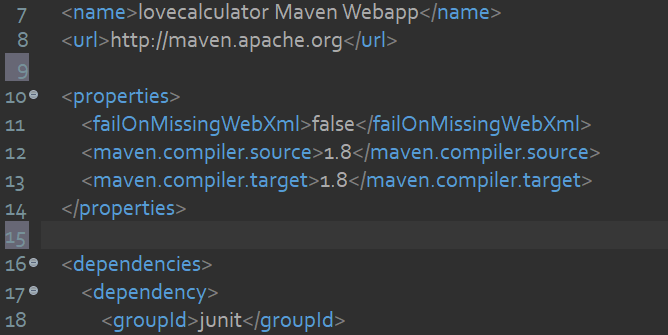 7 <name>lovecalculator Maven Webapp</name>
8 <url>http://maven.apache.org</url>
9
10 <properties>
11 <failOnMissingWebXml>false</failOnMissingWebXml>
12 <maven.compiler.source>1.8</maven.compiler.source>
13 <maven.compiler.target>1.8</maven.compiler.target>
14 </properties>
15
16 <dependencies>
17 <dependency>
18 <groupId>junit</groupId>